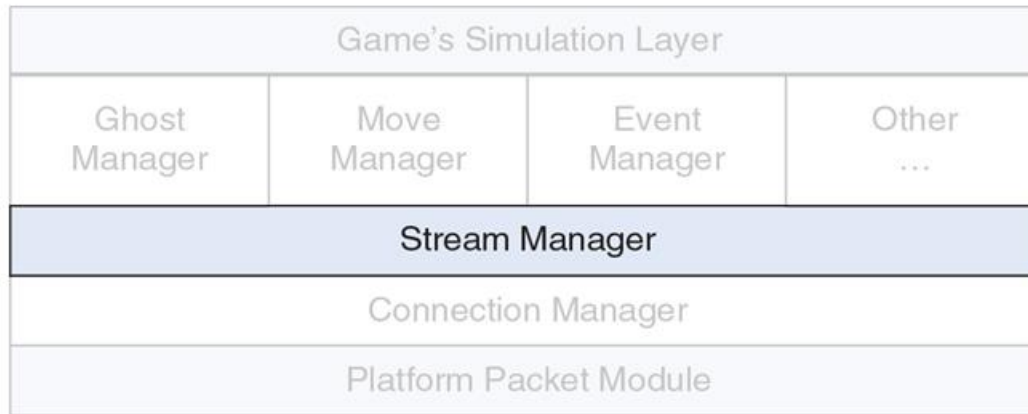 Game's Simulation Layer
Ghost Move Event Other
Manager Manager Manager ...
Stream Manager
Connection Manager
Platform Packet Module